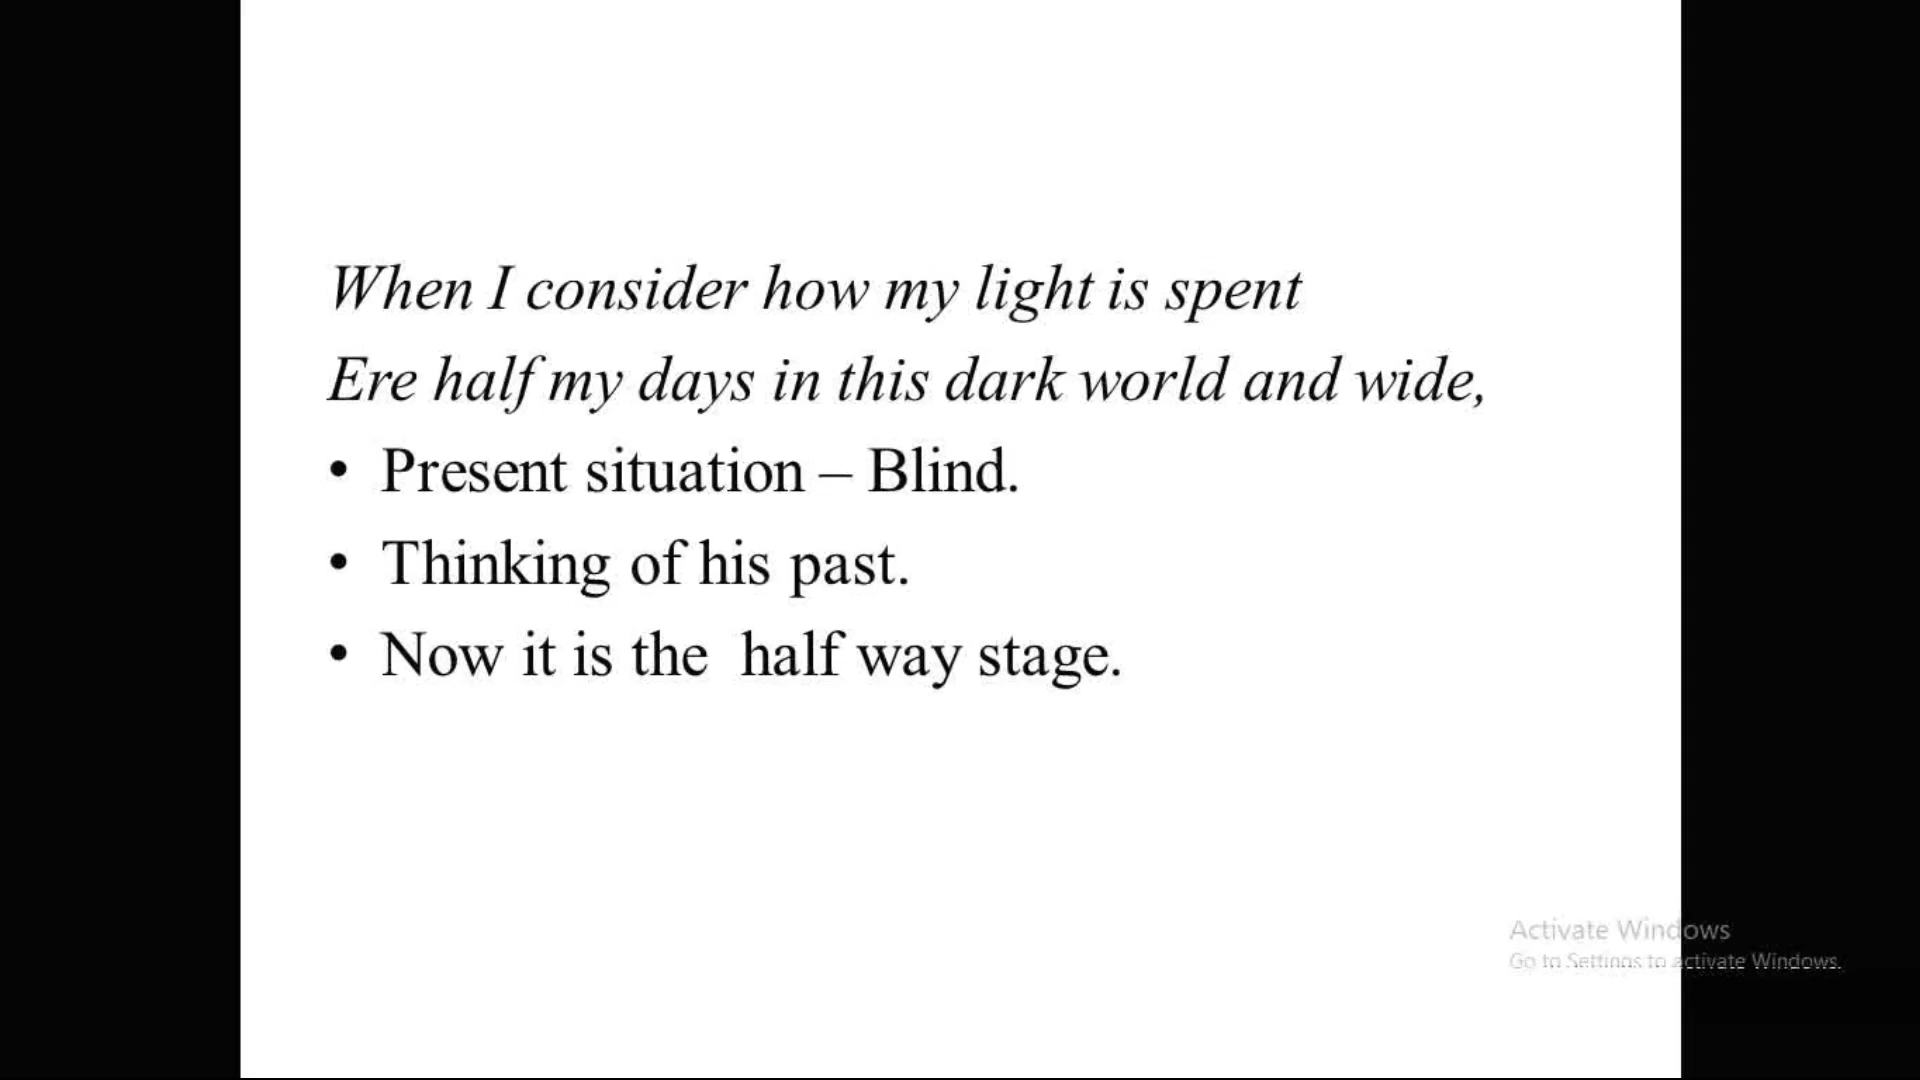 When I consider how my light is spent
Ere half my days in this dark world and wide,
• Present situation – Blind.
• Thinking of his past.
• Now it is the half way stage.
Activate Windows
Go to Settings to activate Windows.